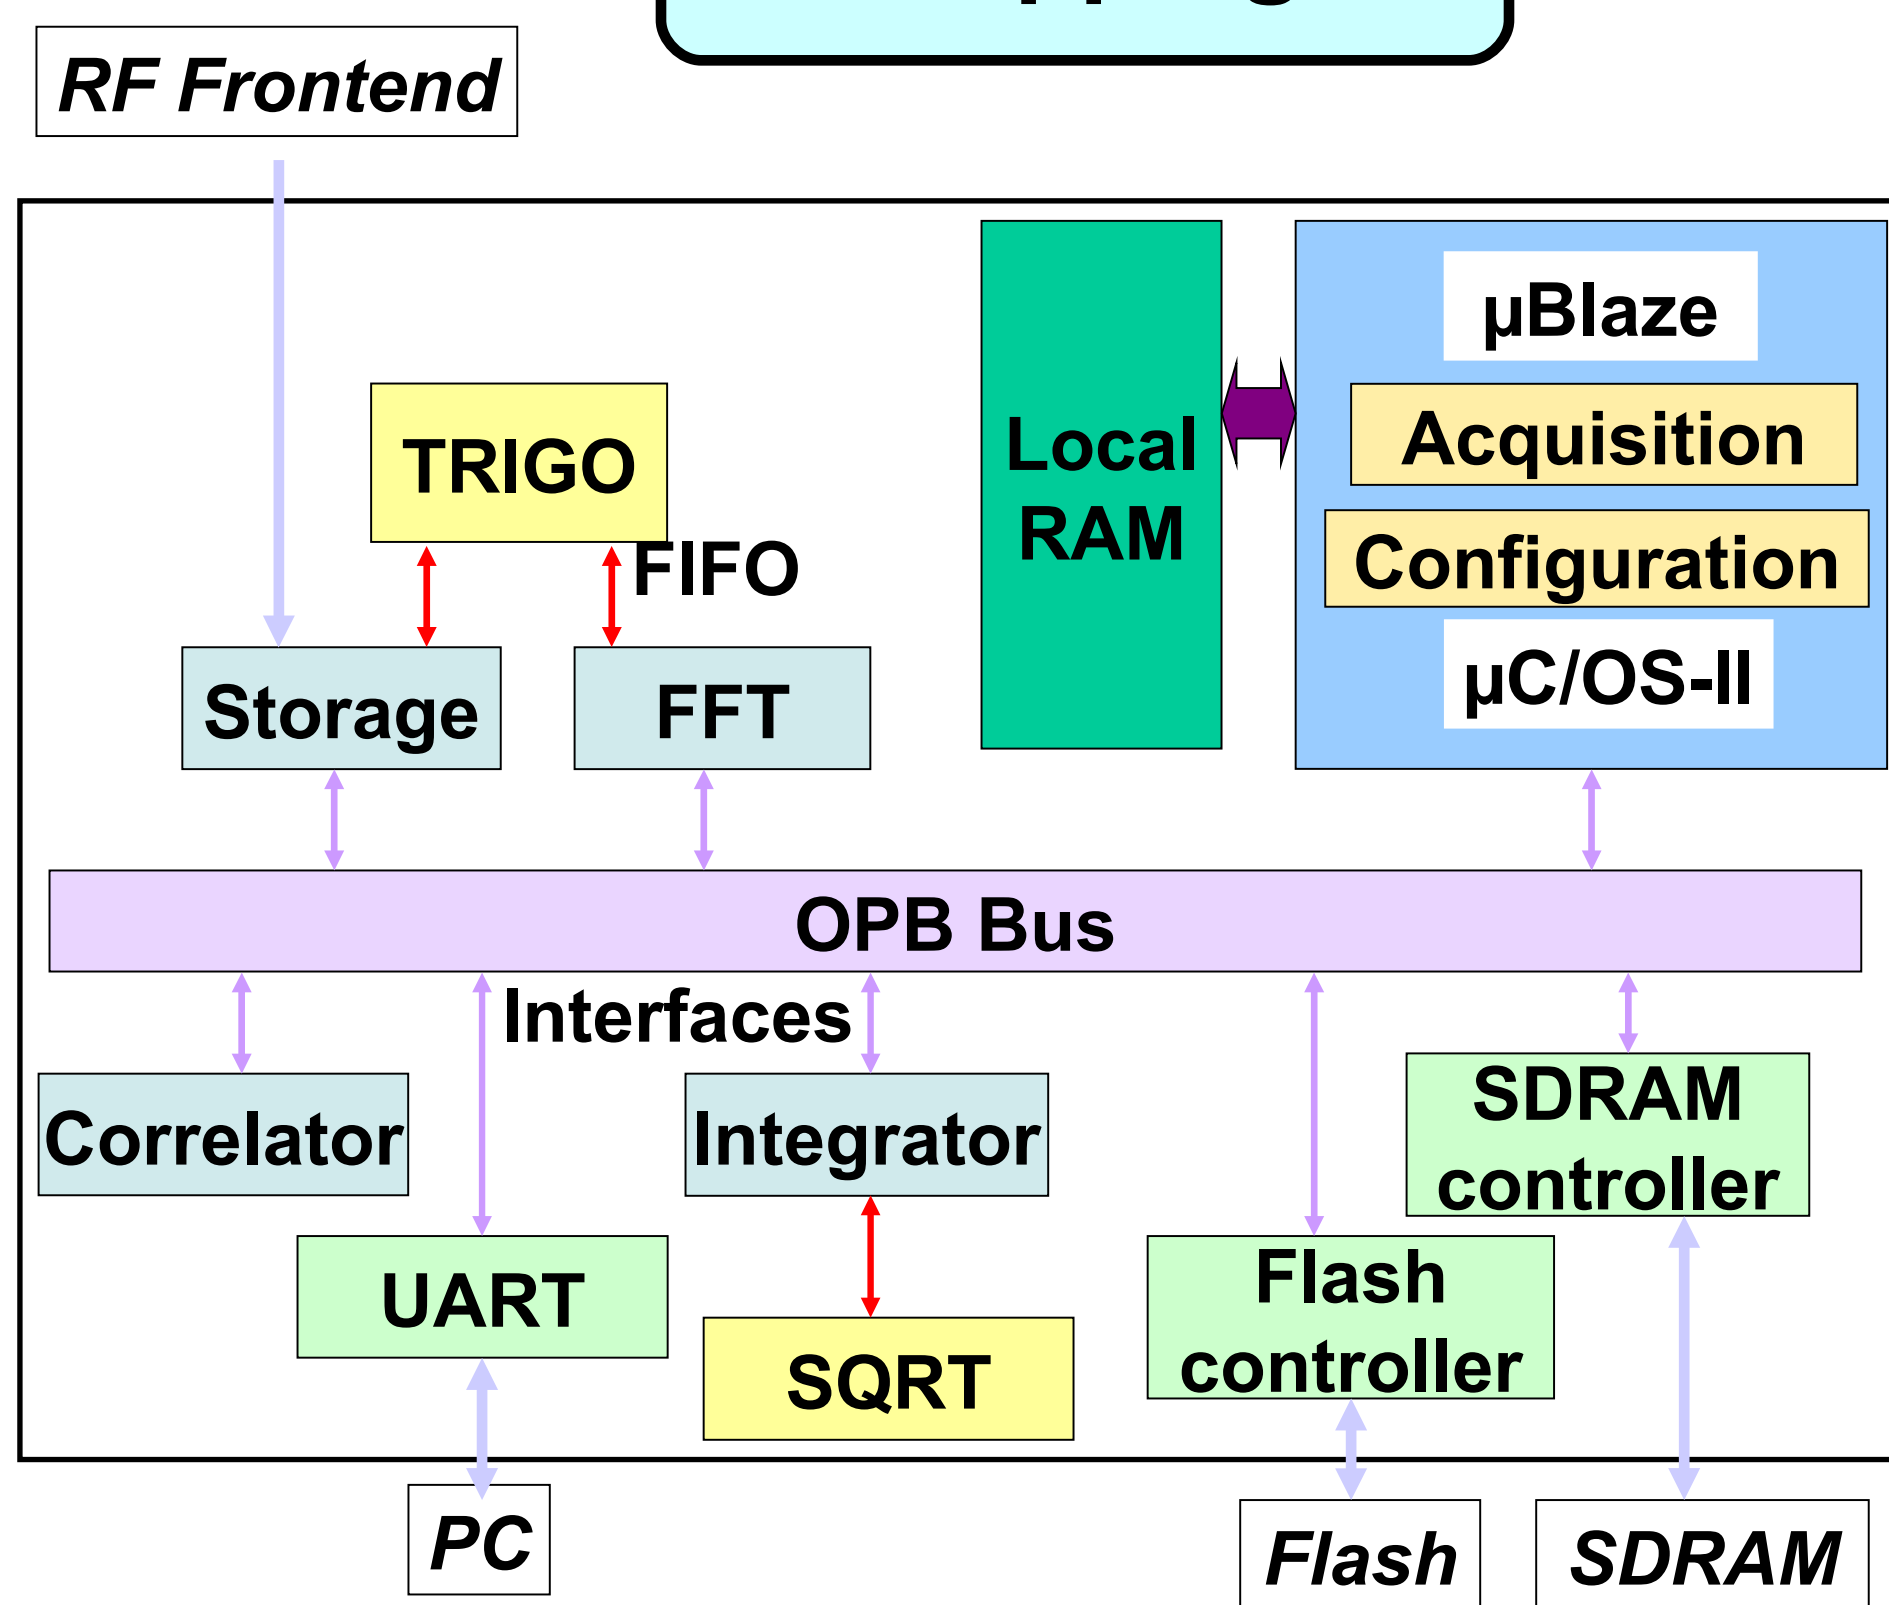 RF Frontend
µBlaze
Acquisition
Configuration
µC/OS-II
Local
RAM
TRIGO
FIFO
Storage
FFT
OPB Bus
Interfaces
Correlator
Integrator
SDRAM
controller
UART
Flash
controller
SQRT
PC
Flash
SDRAM